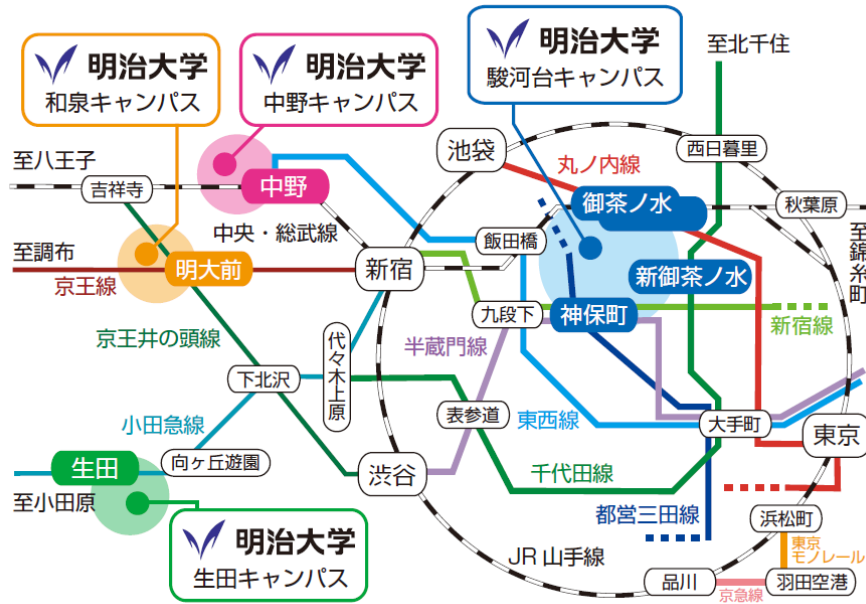 明治大学
和泉キャンパス
明治大学
中野キャンパス
明治大学
駿河台キャンパス
至北千住
至八王子
吉祥寺
中野
池袋
丸ノ内線
西日暮里
御茶ノ水
秋葉原
中央・総武線
飯田橋
至錦糸町
至調布
明大前
新宿
新御茶ノ水
京王線
九段下
神保町
新宿線
京王井の頭線
代々木上原
半蔵門線
下北沢
小田急線
表参道
東西線
大手町
東京
生田
向ヶ丘遊園
渋谷
千代田線
至小田原
都営三田線
浜松町
明治大学
生田キャンパス
JR山手線
東京
モノレール
品川
京急線
羽田空港